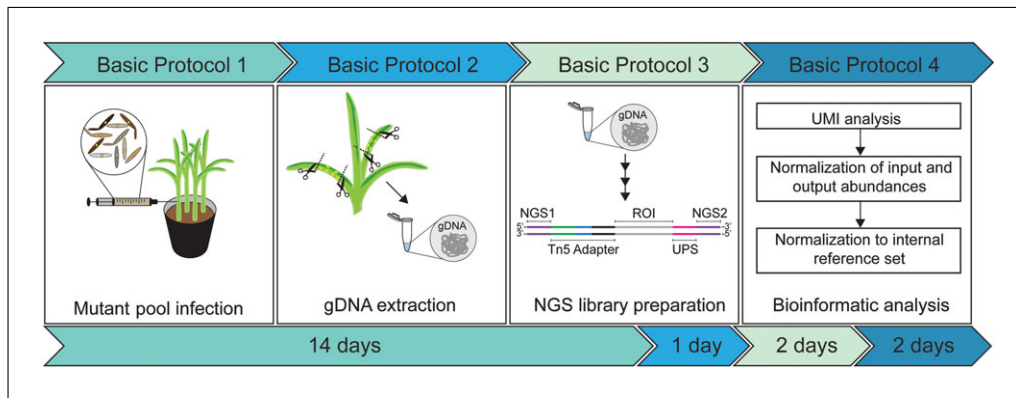 Basic Protocol 1
Basic Protocol 2
Basic Protocol 3
Basic Protocol 4
Mutant pool infection
gDNA
gDNA extraction
gDNA
NGS1
ROI
NGS2
5'-
-3'
3'-
-5'
Tn5 Adapter
UPS
NGS library preparation
UMI analysis
Normalization of input and
output abundances
Normalization to internal
reference set
Bioinformatic analysis
14 days
1 day
2 days
2 days